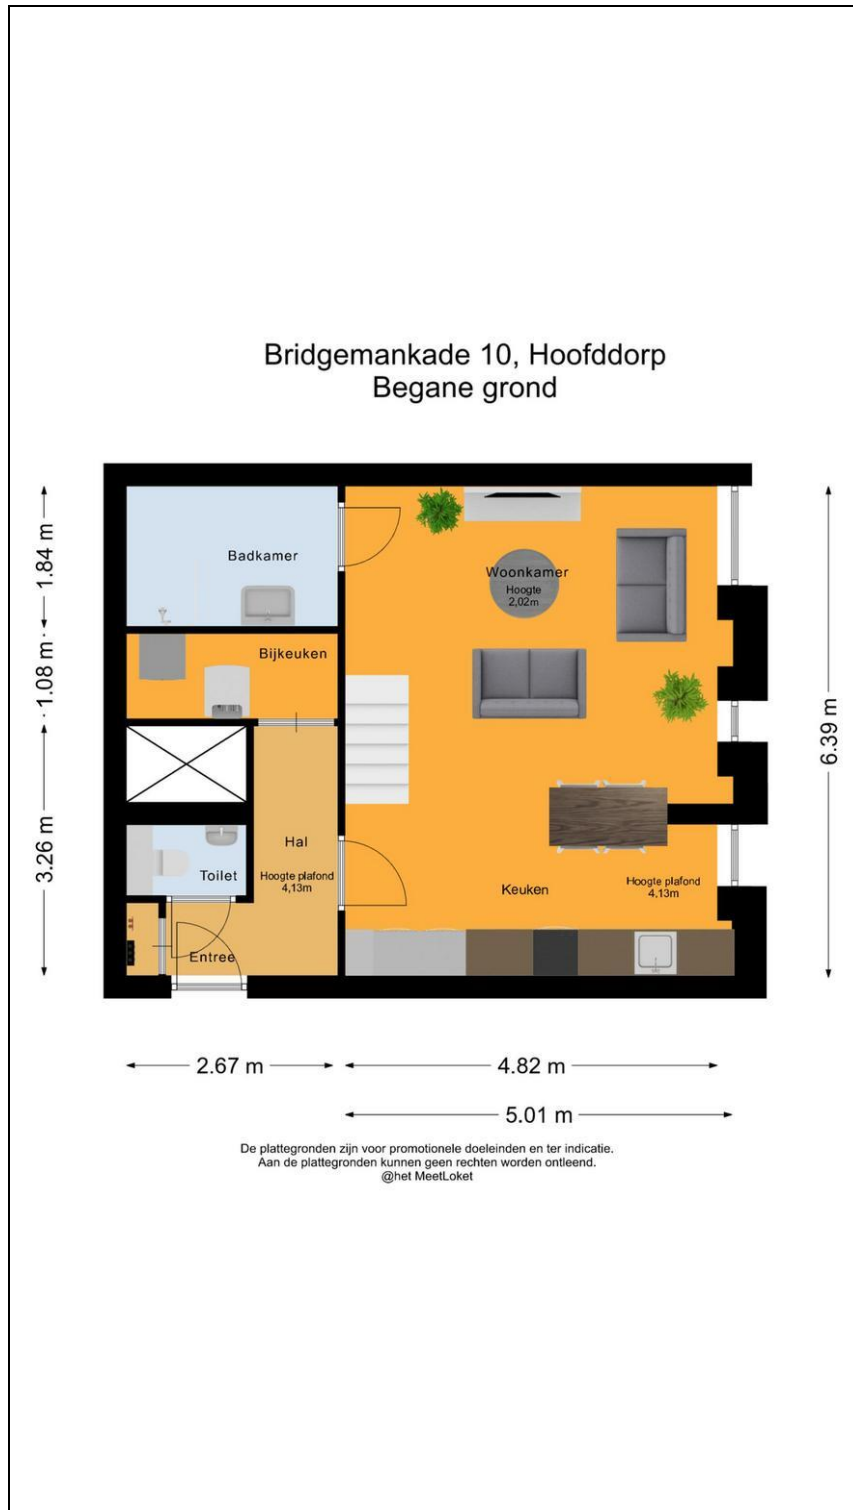 Bridgemankade 10, Hoofddorp
Begane grond
1.84 m
1.08 m
3.26 m
6.39 m
Badkamer
Woonkamer
Hoogte
2,02m
Bijkeuken
Hal
Hoogte plafond
4,13m
Toilet
Entree
Keuken
Hoogte plafond
4,13m
2.67 m
4.82 m
5.01 m
De plattegronden zijn voor promotionele doeleinden en ter indicatie.
Aan de plattegronden kunnen geen rechten worden ontleend.
@het MeetLoket